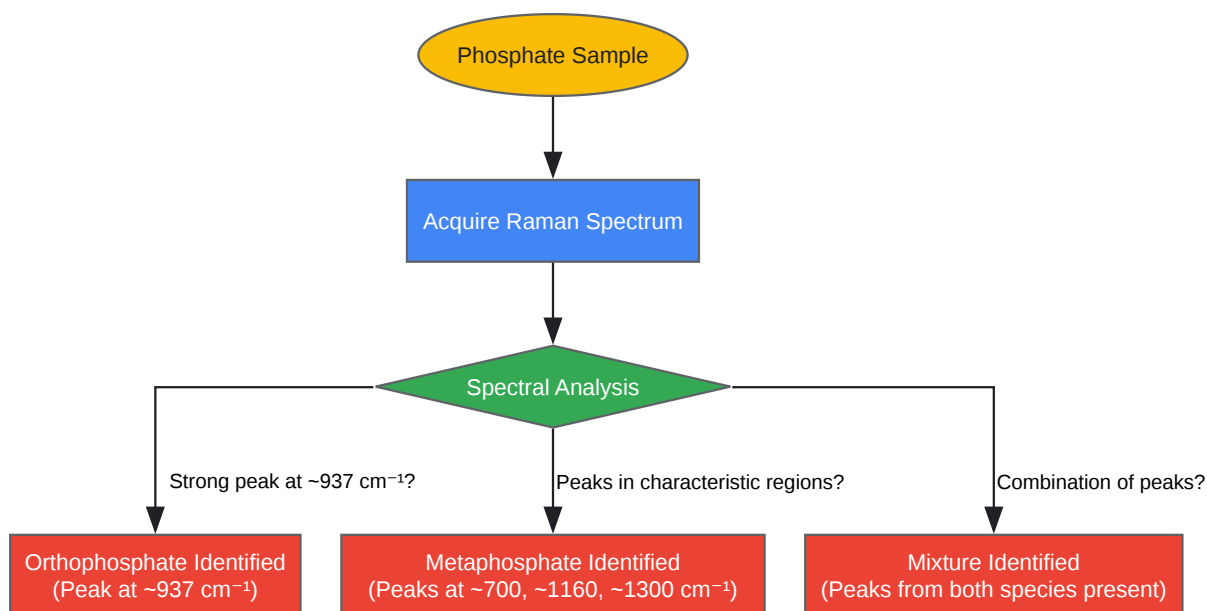 Phosphate Sample
Acquire Raman Spectrum
Spectral Analysis
Strong peak at ~937 cm⁻¹?
Peaks in characteristic regions?
Combination of peaks?
Orthophosphate Identified
(Peak at ~937 cm⁻¹)
Metaphosphate Identified
(Peaks at ~700, ~1160, ~1300 cm⁻¹)
Mixture Identified
(Peaks from both species present)